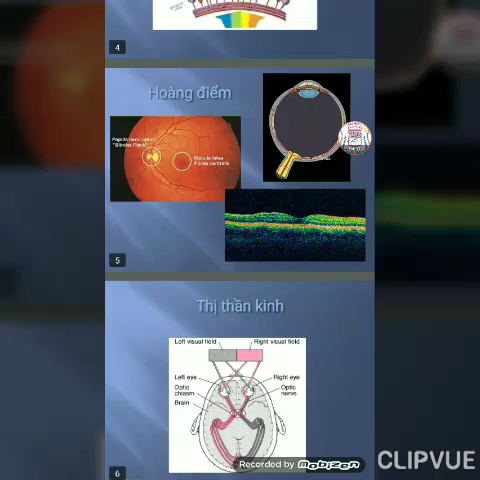 4
Hoàng điểm
Papilla nervi optici
"Blinder Fleck"
Macula lutea
Fovea centralis
5
Thị thần kinh
Left visual field
Right visual field
Left eye
Right eye
Optic
chiasm
Optic
nerve
Brain
6
Recorded by Mobizen
CLIPVUE